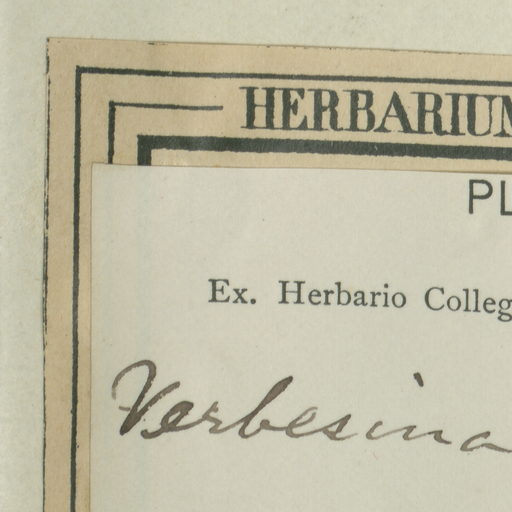 HERBARIUM
PL
Ex. Herbario Colleg
Verbesina